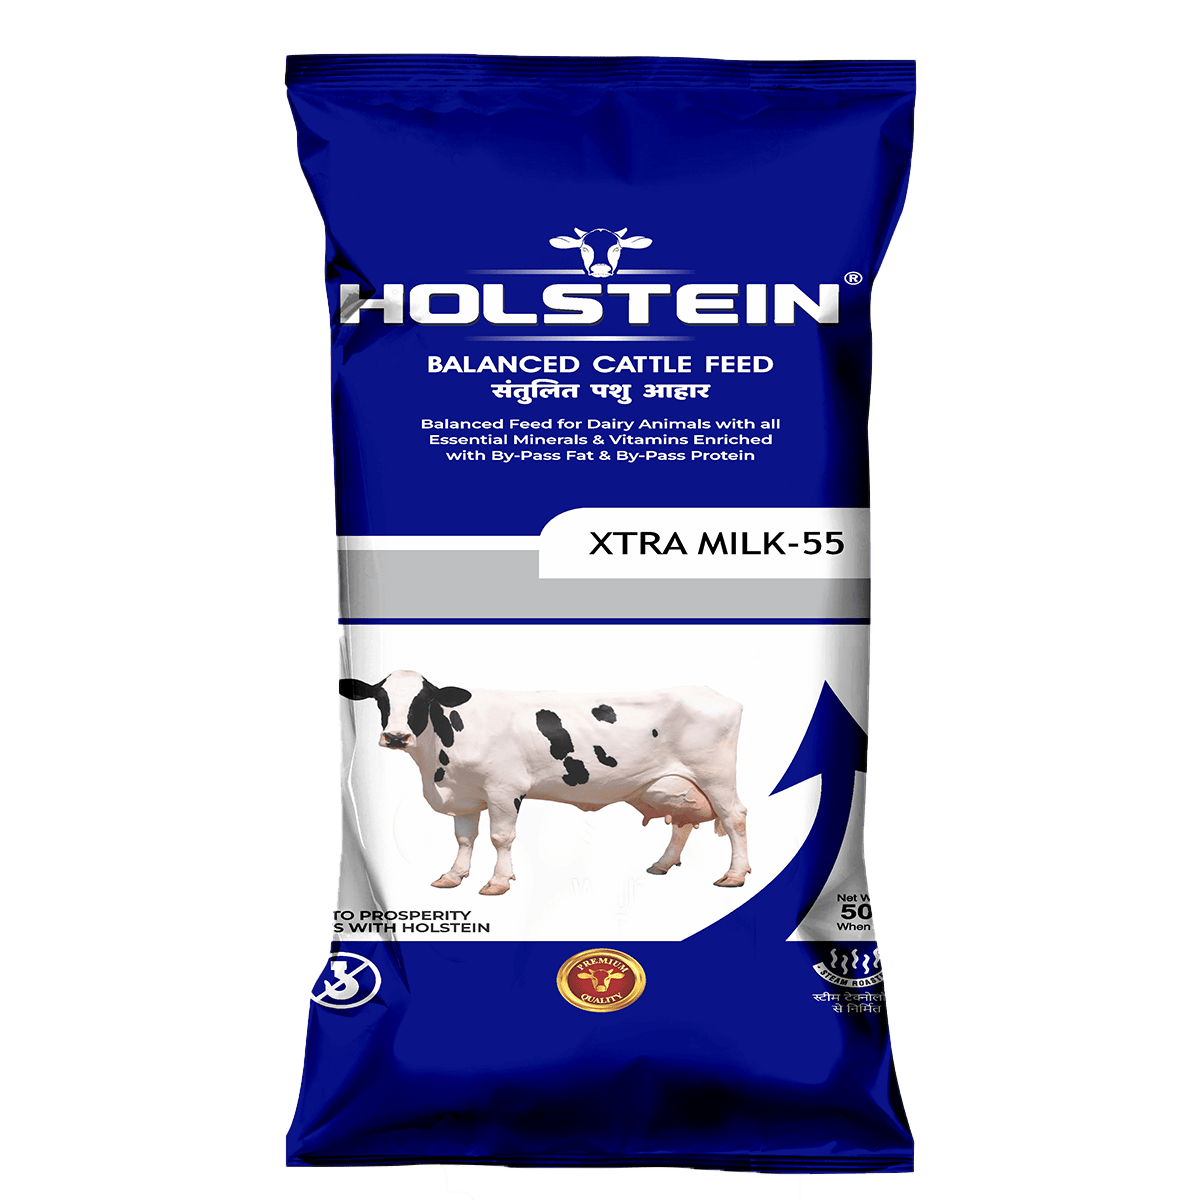 HOLSTEIN®
BALANCED CATTLE FEED
संतुलित पशु आहार
Balanced Feed for Dairy Animals with all
Essential Minerals & Vitamins Enriched
with By-Pass Fat & By-Pass Protein
XTRA MILK-55
TO PROSPERITY
S WITH HOLSTEIN
Net W
50
When
PREMIUM
QUALITY
STEAM ROAST
स्टीम टेक्नोलॉ
से निर्मित